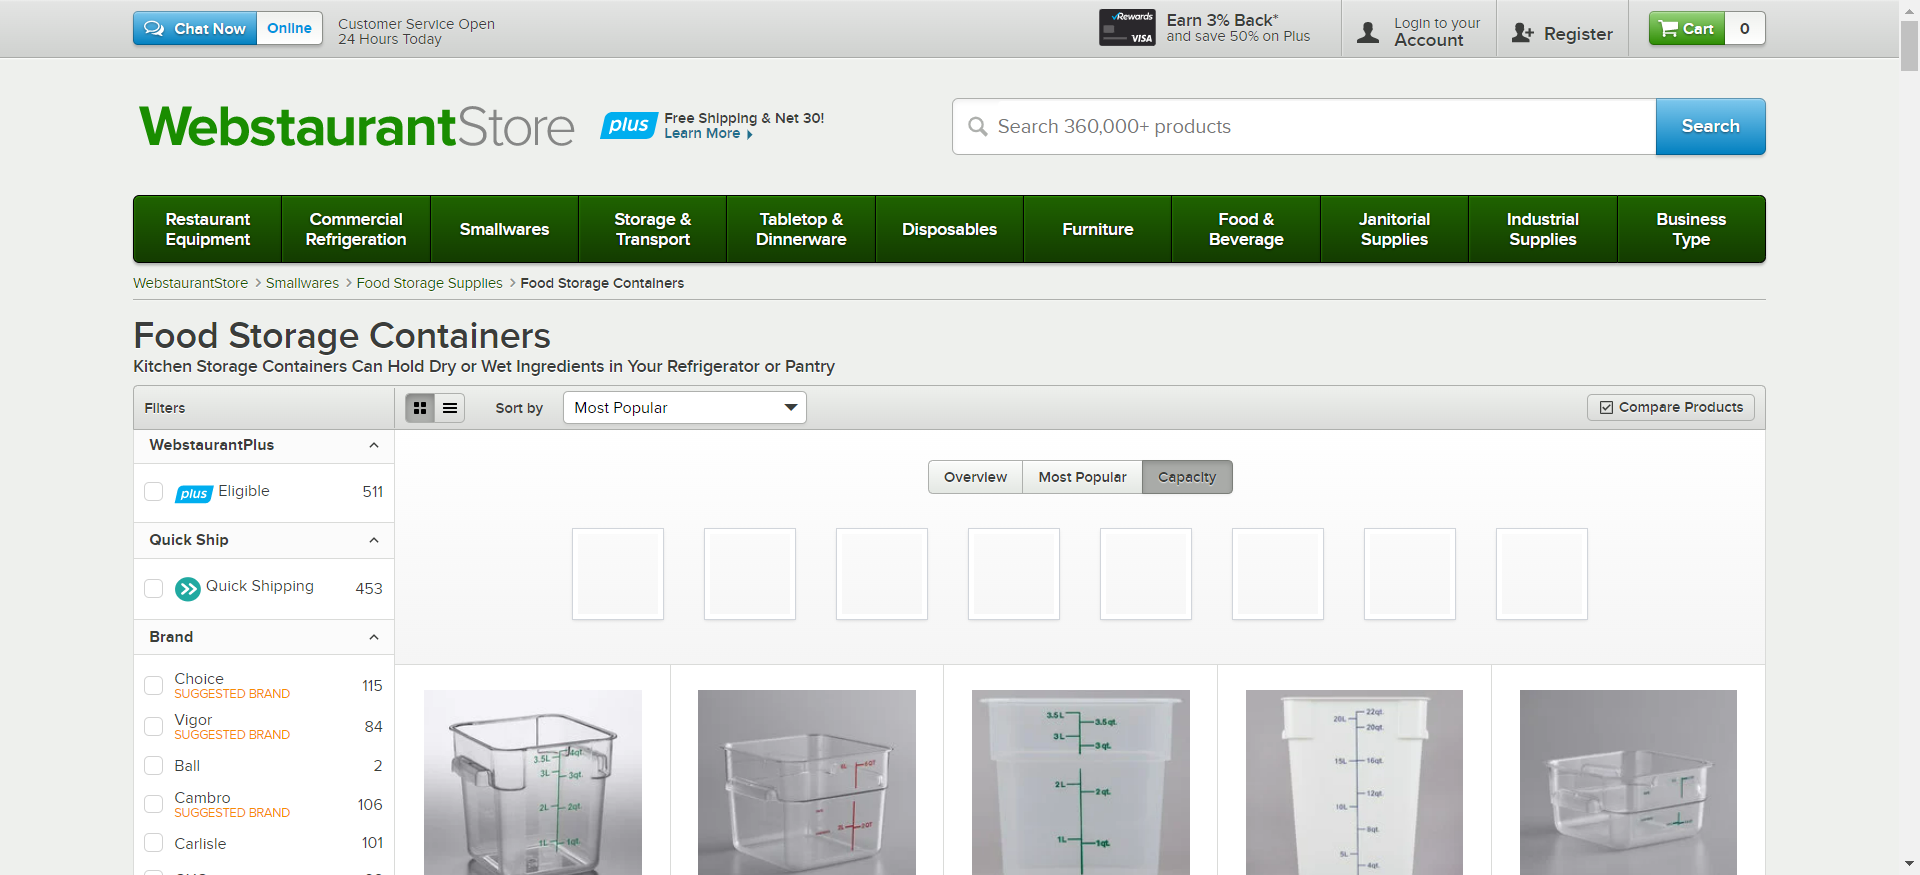 Chat Now
Online
Customer Service Open
24 Hours Today
Rewards
VISA
Earn 3% Back*
and save 50% on Plus
Login to your
Account
Register
Cart
0
WebstaurantStore
plus
Free Shipping & Net 30!
Learn More
Search 360,000+ products
Search
Restaurant
Equipment
Commercial
Refrigeration
Smallwares
Storage &
Transport
Tabletop &
Dinnerware
Disposables
Furniture
Food &
Beverage
Janitorial
Supplies
Industrial
Supplies
Business
Type
WebstaurantStore > Smallwares > Food Storage Supplies > Food Storage Containers
Food Storage Containers
Kitchen Storage Containers Can Hold Dry or Wet Ingredients in Your Refrigerator or Pantry
Filters
Sort by
Most Popular
Compare Products
WebstaurantPlus
plus Eligible
511
Overview
Most Popular
Capacity
Quick Ship
Quick Shipping
453
Brand
Choice
SUGGESTED BRAND
115
Vigor
SUGGESTED BRAND
84
Ball
2
Cambro
SUGGESTED BRAND
106
Carlisle
101
3.5L
4qt.
3L
3qt.
2L
2qt.
1L
1qt.
3.5L
3.5qt.
3L
3qt.
2L
2qt.
1L
1qt.
22qt.
20L
20qt.
15L
16qt.
12qt.
10L
8qt.
5L
4qt.